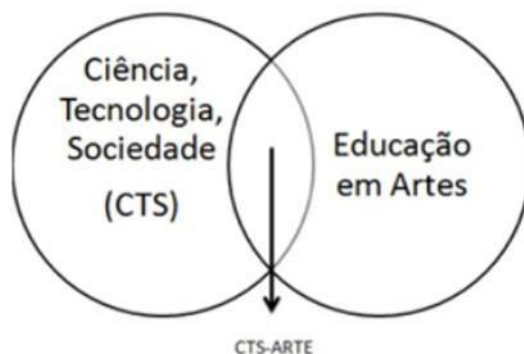 Ciência,
Tecnologia,
Sociedade
(CTS)
Educação
em Artes
CTS-ARTE